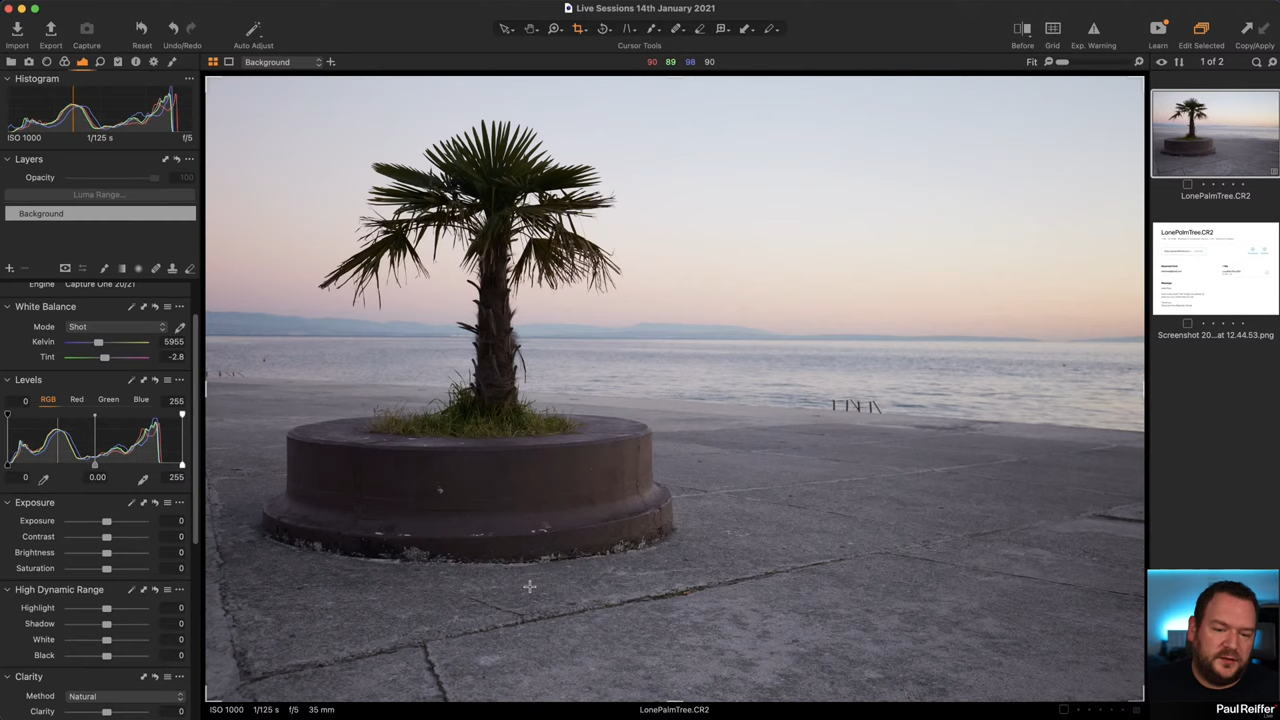 Live Sessions 14th January 2021
Import
Export
Capture
Reset
Undo/Redo
Auto Adjust
Cursor Tools
Before
Grid
Exp. Warning
Learn
Edit Selected
Copy/Apply
Background
90 89 98 90
Fit
1 of 2
Histogram
ISO 1000 1/125 s f/5
Layers
Opacity 100
Luma Range...
Background
Engine Capture One 20/21
White Balance
Mode Shot
Kelvin 5955
Tint -2.8
Levels
0 RGB Red Green Blue 255
0 0.00 255
Exposure
Exposure 0
Contrast 0
Brightness 0
Saturation 0
High Dynamic Range
Highlight 0
Shadow 0
White 0
Black 0
Clarity
Method Natural
Clarity 0
ISO 1000 1/125 s f/5 35 mm
LonePalmTree.CR2
LonePalmTree.CR2
LonePalmTree.CR2
Screenshot 20...at 12.44.53.png
Paul Reiffer
Live